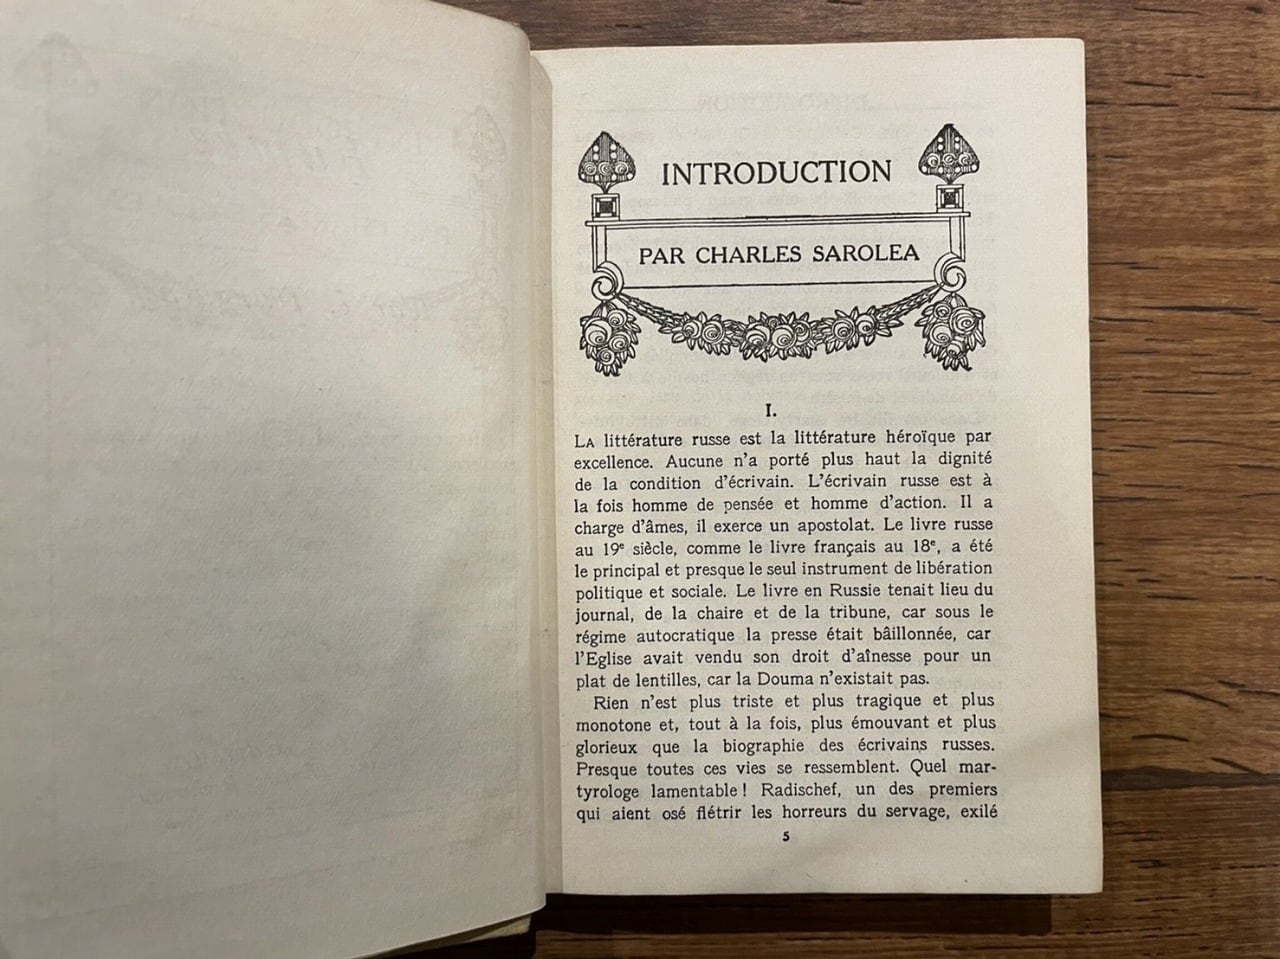 INTRODUCTION
PAR CHARLES SAROLEA
I.
LA littérature russe est la littérature héroïque par
excellence. Aucune n'a porté plus haut la dignité
de la condition d'écrivain. L'écrivain russe est à
la fois homme de pensée et homme d'action. Il a
charge d'âmes, il exerce un apostolat. Le livre russe
au 19e siècle, comme le livre français au 18e, a été
le principal et presque le seul instrument de libération
politique et sociale. Le livre en Russie tenait lieu du
journal, de la chaire et de la tribune, car sous le
régime autocratique la presse était bâillonnée, car
l'Eglise avait vendu son droit d'aînesse pour un
plat de lentilles, car la Douma n'existait pas.
Rien n'est plus triste et plus tragique et plus
monotone et, tout à la fois, plus émouvant et plus
glorieux que la biographie des écrivains russes.
Presque toutes ces vies se ressemblent. Quel mar-
tyrologe lamentable ! Radischef, un des premiers
qui aient osé flétrir les horreurs du servage, exilé
5